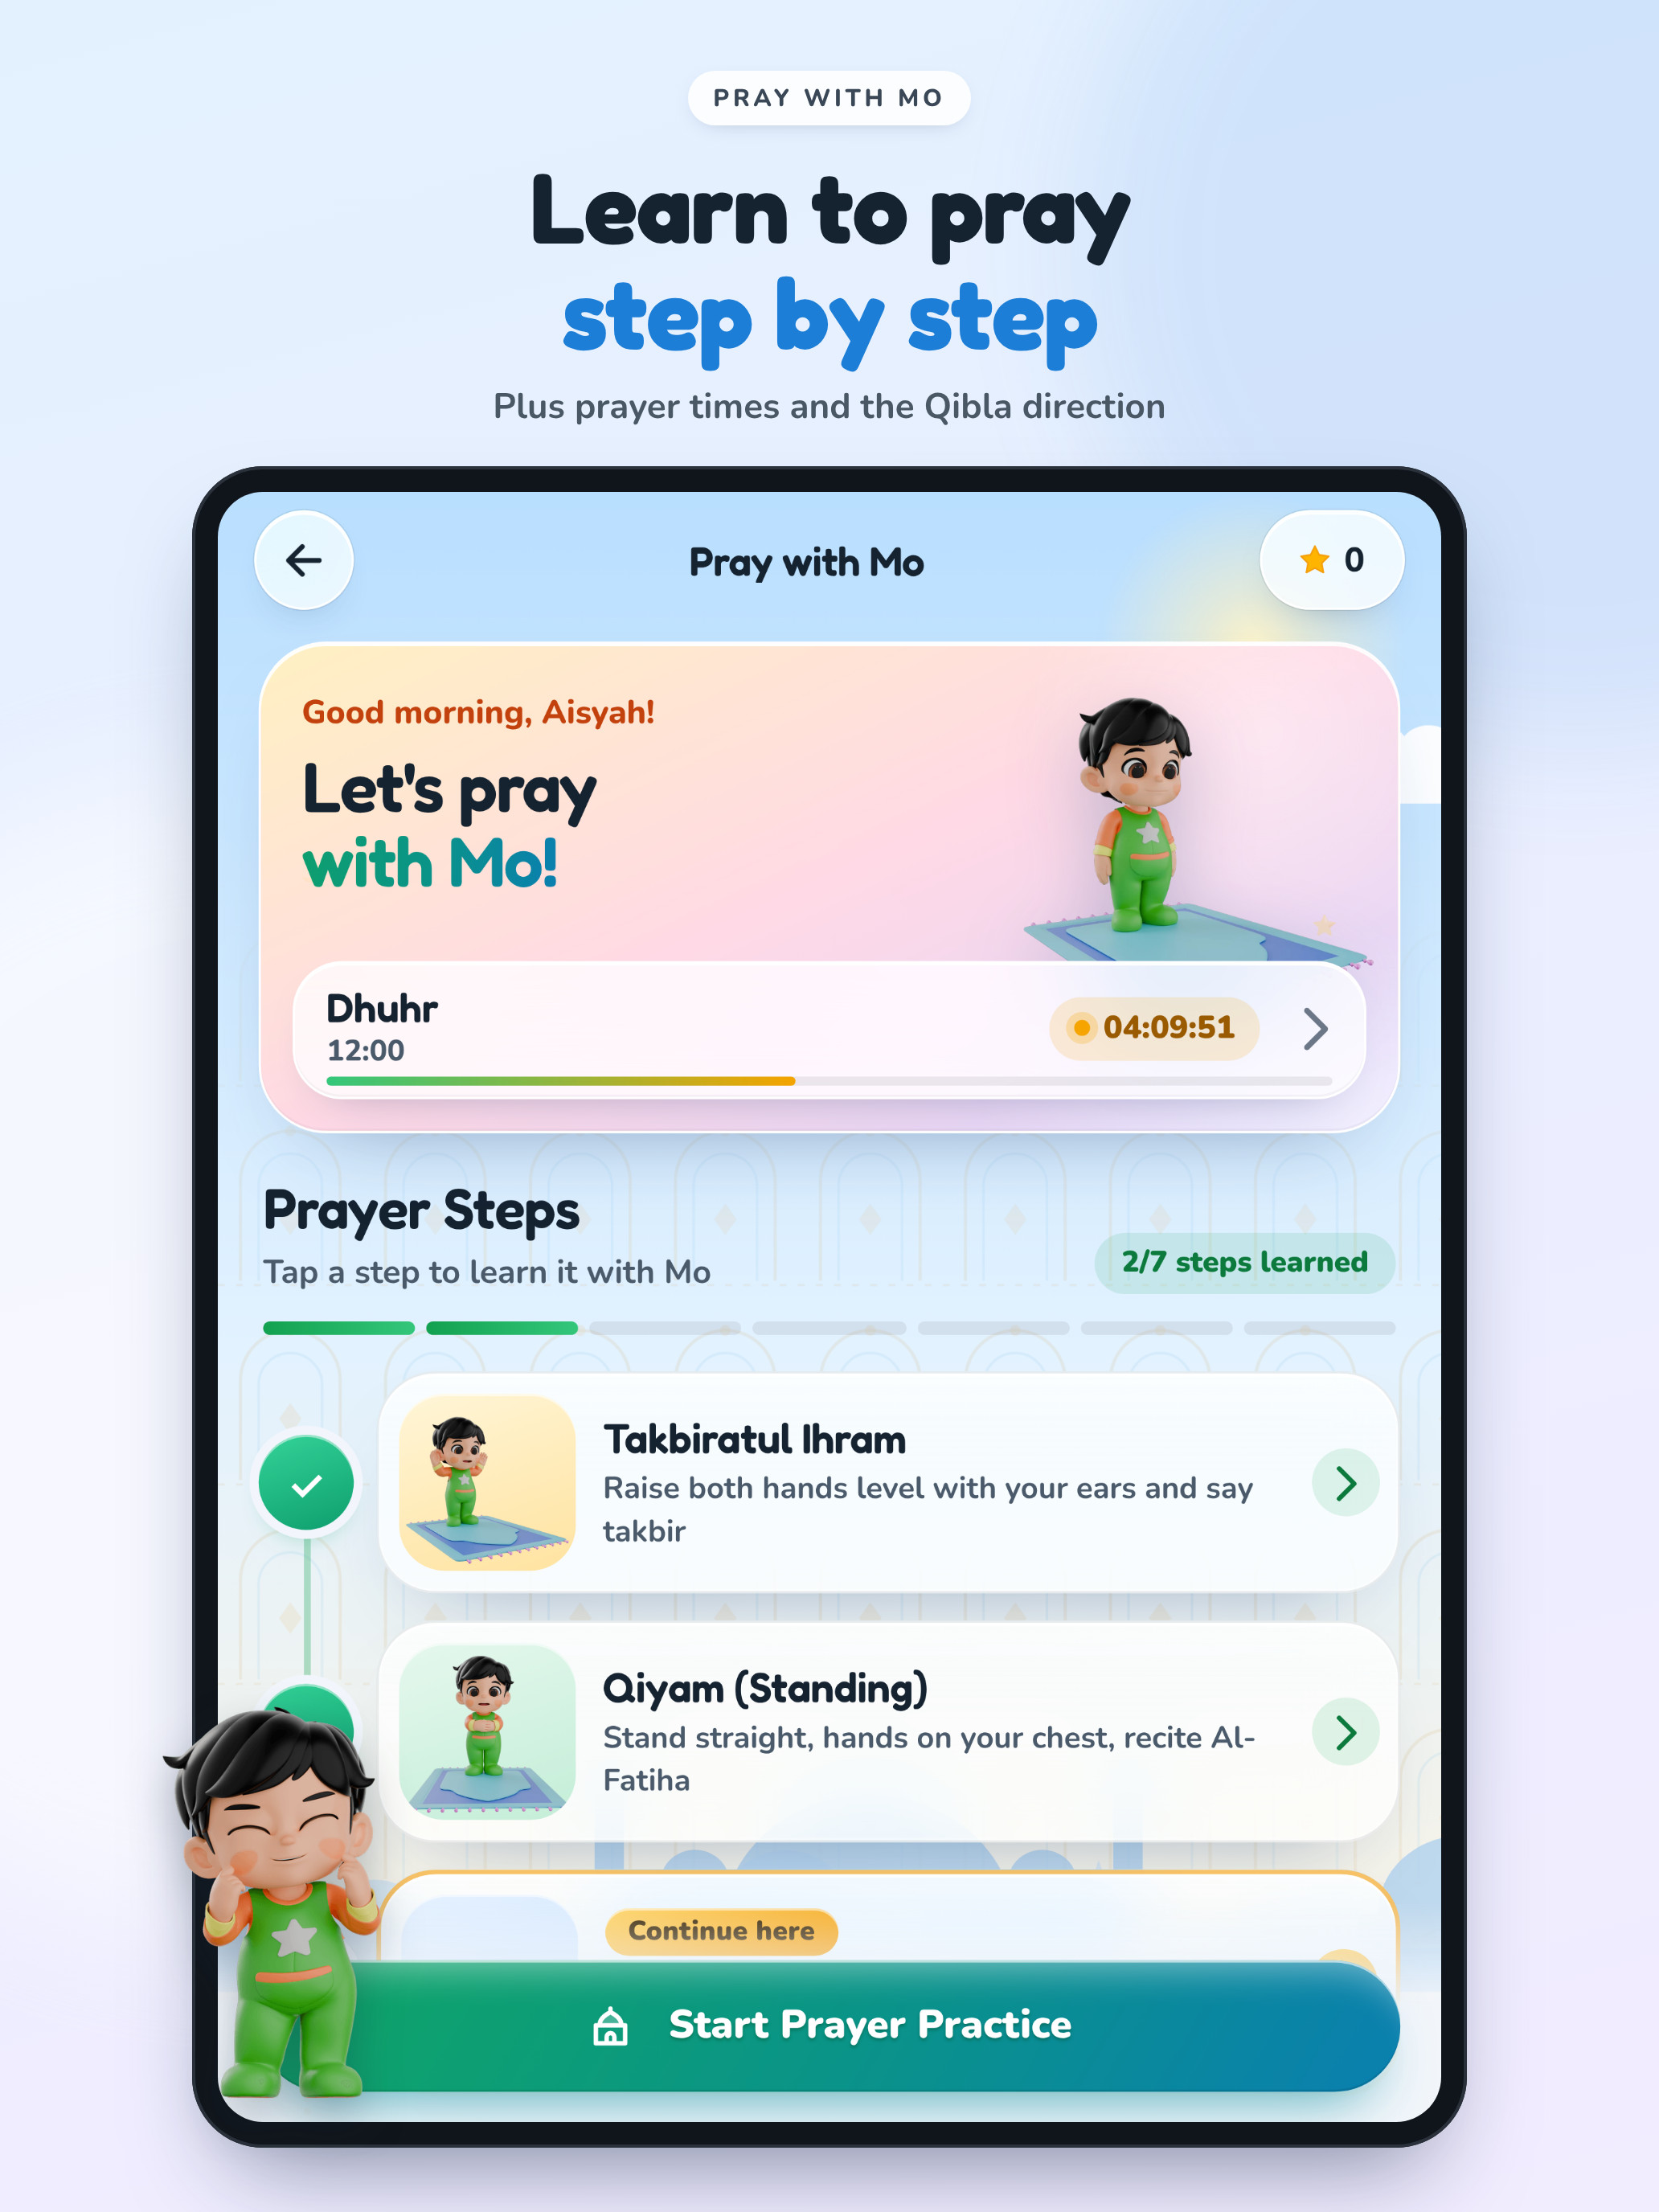 PRAY WITH MO
Learn to pray
step by step
Plus prayer times and the Qibla direction
Pray with Mo
0
Good morning, Aisyah!
Let's pray
with Mo!
Dhuhr
12:00
04:09:51
Prayer Steps
Tap a step to learn it with Mo
2/7 steps learned
Takbiratul Ihram
Raise both hands level with your ears and say
takbir
Qiyam (Standing)
Stand straight, hands on your chest, recite Al-
Fatiha
Continue here
Start Prayer Practice